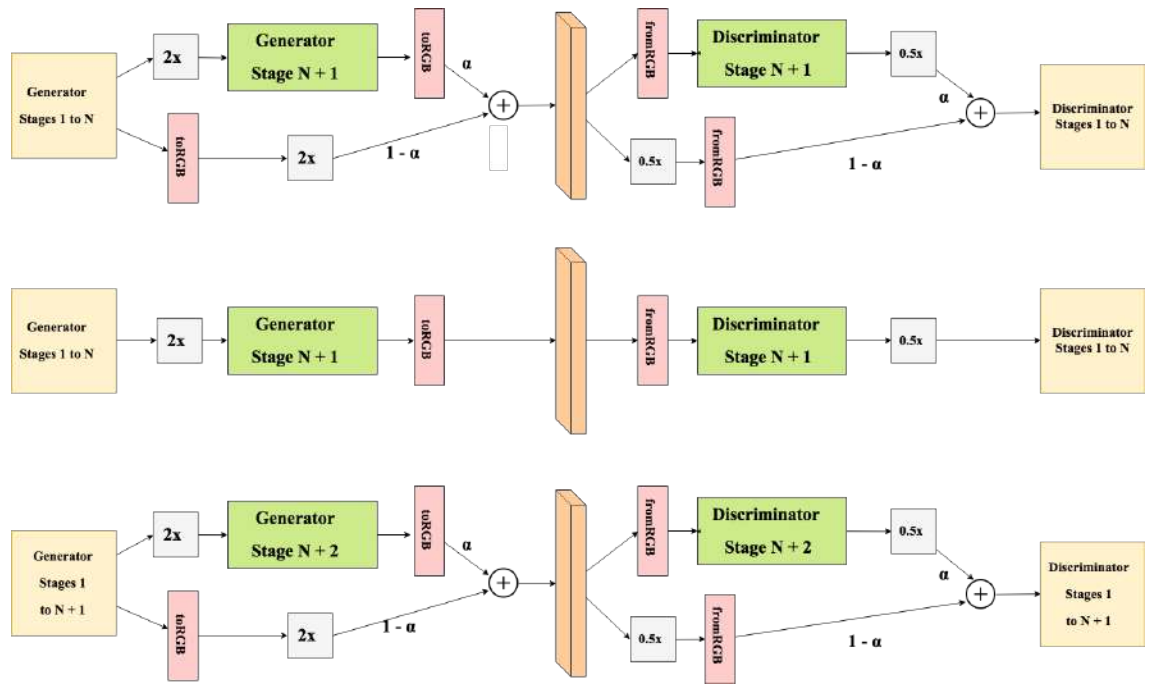 Generator
Stages 1 to N
2x
Generator
Stage N + 1
toRGB
α
toRGB
2x
1 - α
+
fromRGB
Discriminator
Stage N + 1
0.5x
α
0.5x
fromRGB
1 - α
+
Discriminator
Stages 1 to N
Generator
Stages 1 to N
2x
Generator
Stage N + 1
toRGB
fromRGB
Discriminator
Stage N + 1
0.5x
Discriminator
Stages 1 to N
Generator
Stages 1
to N + 1
2x
Generator
Stage N + 2
toRGB
α
toRGB
2x
1 - α
+
fromRGB
Discriminator
Stage N + 2
0.5x
α
0.5x
fromRGB
1 - α
+
Discriminator
Stages 1
to N + 1